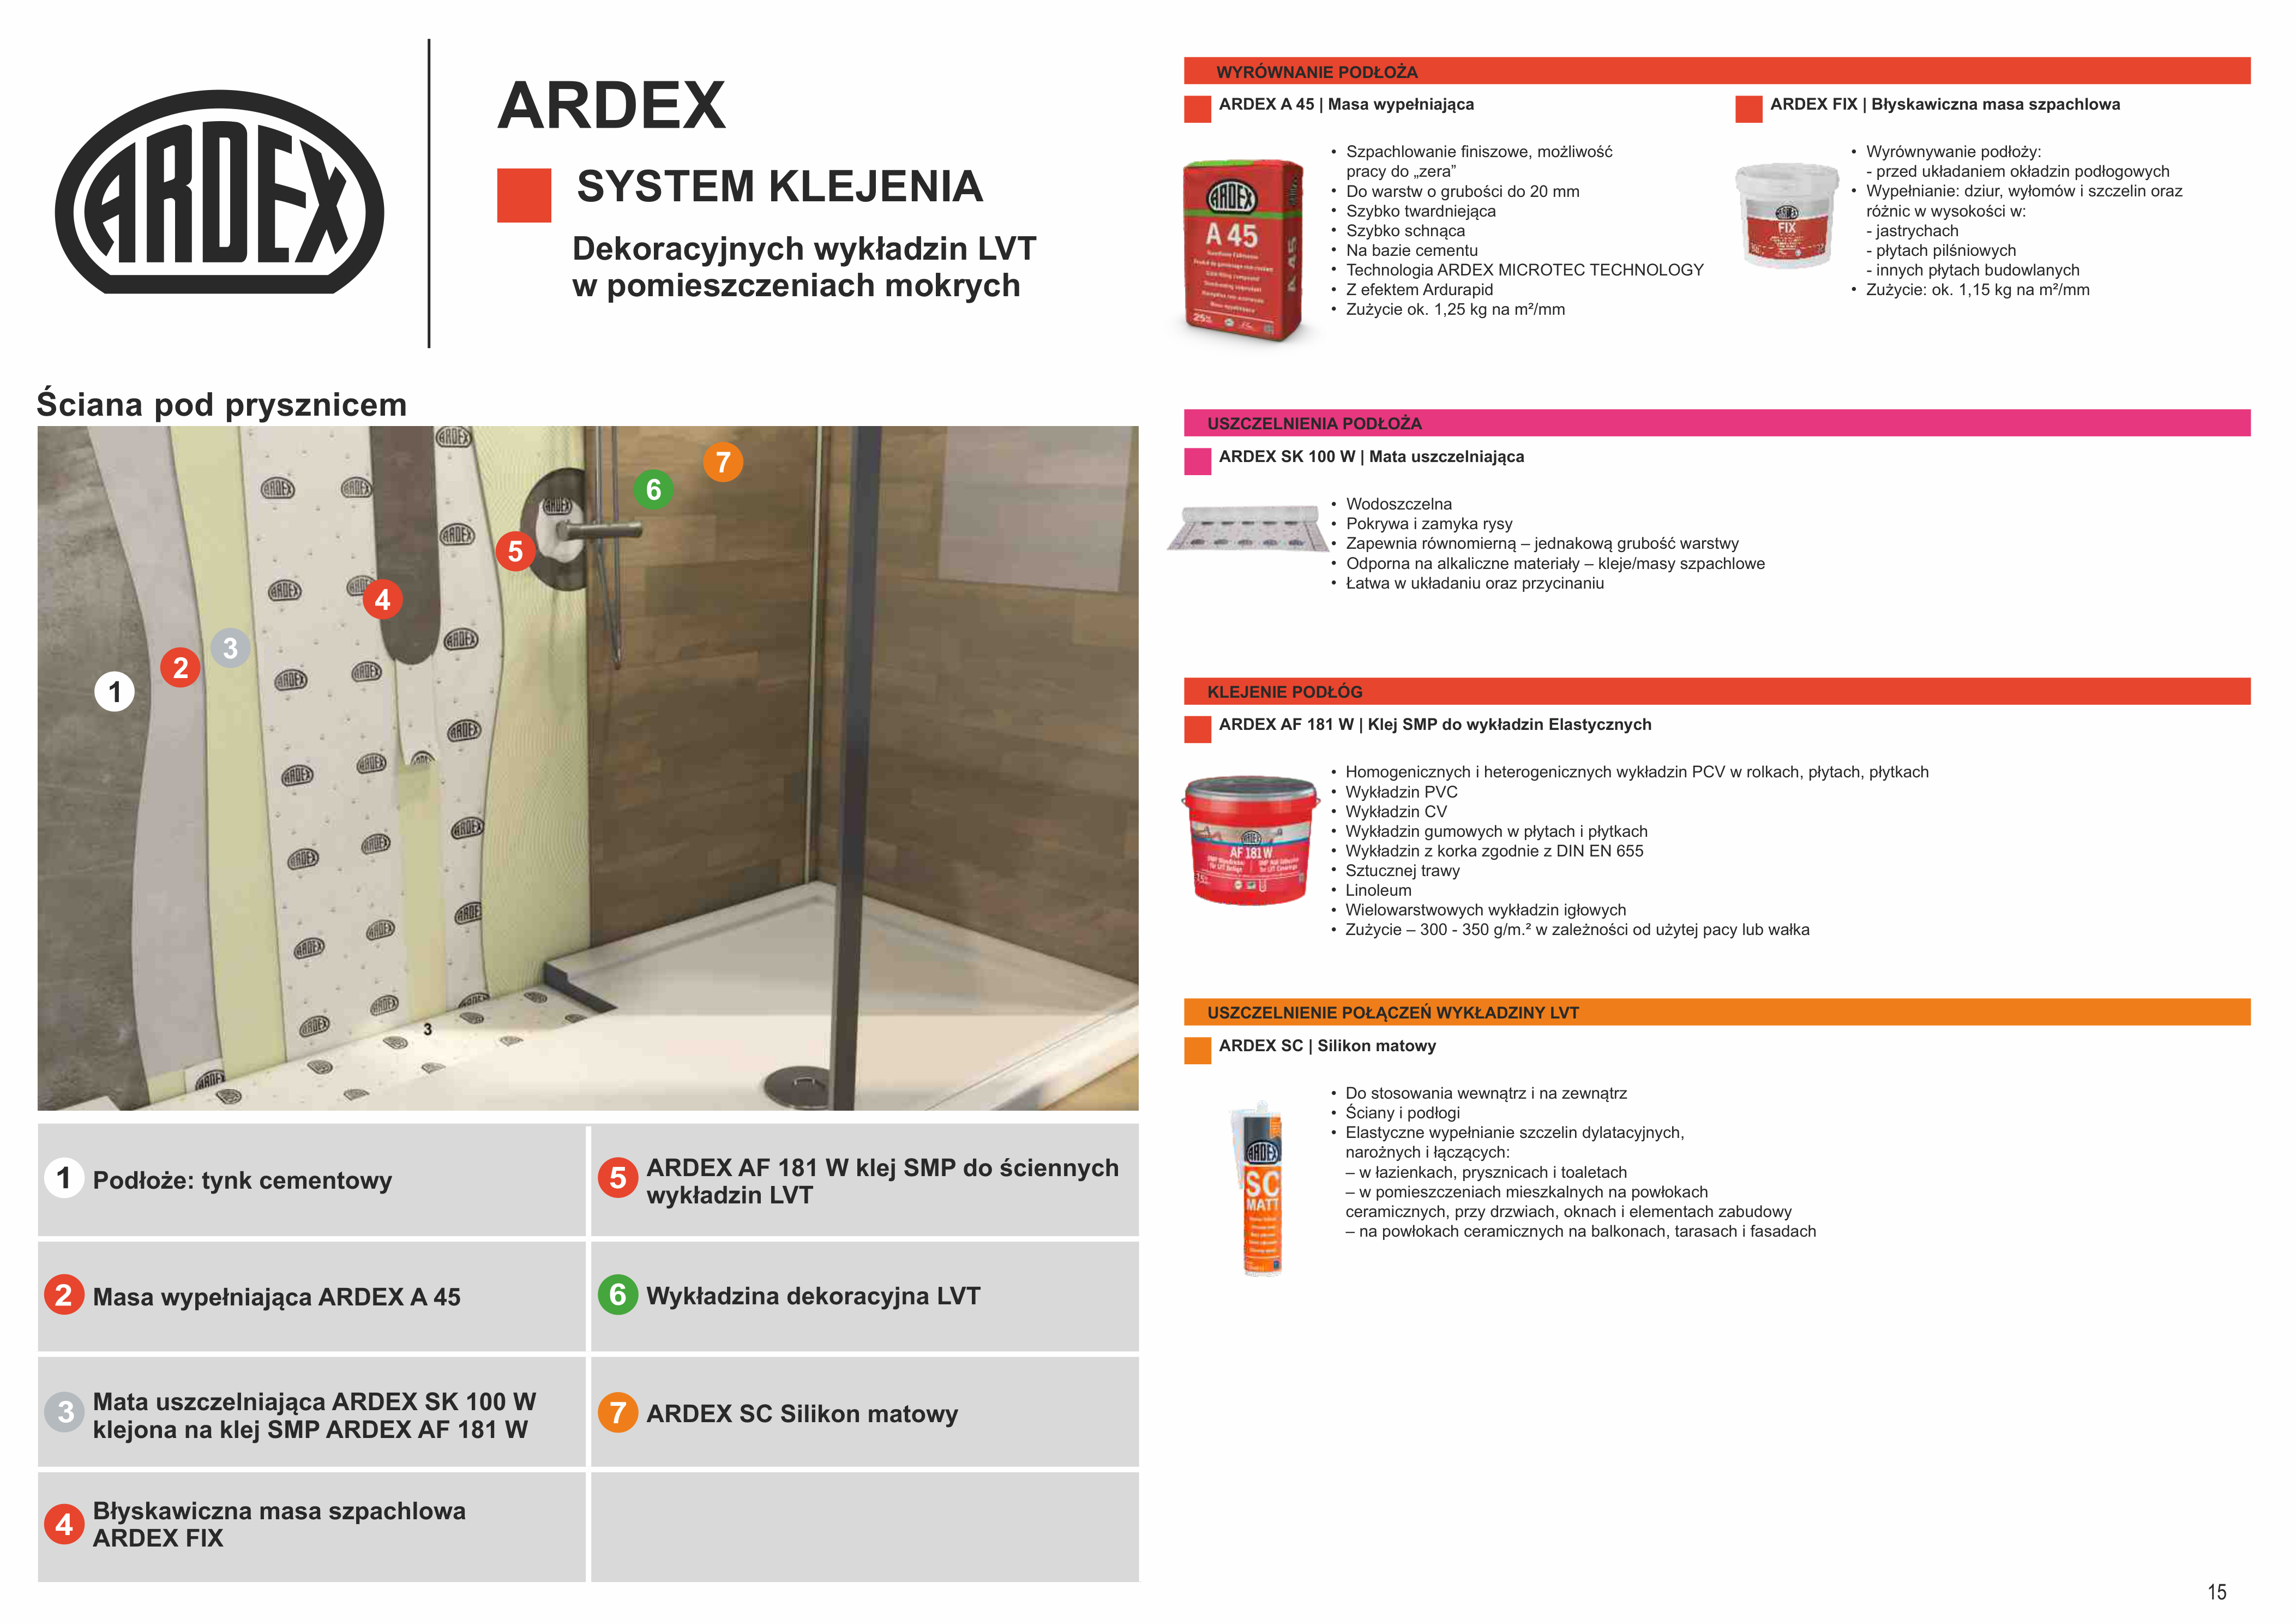 ARDEX
ARDEX
SYSTEM KLEJENIA
Dekoracyjnych wykładzin LVT
w pomieszczeniach mokrych
Ściana pod prysznicem
1
2
3
4
5
6
7
3
1 Podłoże: tynk cementowy
2 Masa wypełniająca ARDEX A 45
3 Mata uszczelniająca ARDEX SK 100 W
klejona na klej SMP ARDEX AF 181 W
4 Błyskawiczna masa szpachlowa
ARDEX FIX
5 ARDEX AF 181 W klej SMP do ściennych
wykładzin LVT
6 Wykładzina dekoracyjna LVT
7 ARDEX SC Silikon matowy
WYRÓWNANIE PODŁOŻA
ARDEX A 45 | Masa wypełniająca
ARDEX
A 45
A 45
• Szpachlowanie finiszowe, możliwość
pracy do „zera”
• Do warstw o grubości do 20 mm
• Szybko twardniejąca
• Szybko schnąca
• Na bazie cementu
• Technologia ARDEX MICROTEC TECHNOLOGY
• Z efektem Ardurapid
• Zużycie ok. 1,25 kg na m²/mm
ARDEX FIX | Błyskawiczna masa szpachlowa
ARDEX
FIX
• Wyrównywanie podłoży:
- przed układaniem okładzin podłogowych
• Wypełnianie: dziur, wyłomów i szczelin oraz
różnic w wysokości w:
- jastrychach
- płytach pilśniowych
- innych płytach budowlanych
• Zużycie: ok. 1,15 kg na m²/mm
USZCZELNIENIA PODŁOŻA
ARDEX SK 100 W | Mata uszczelniająca
• Wodoszczelna
• Pokrywa i zamyka rysy
• Zapewnia równomierną – jednakową grubość warstwy
• Odporna na alkaliczne materiały – kleje/masy szpachlowe
• Łatwa w układaniu oraz przycinaniu
KLEJENIE PODŁÓG
ARDEX AF 181 W | Klej SMP do wykładzin Elastycznych
ARDEX
AF 181 W
• Homogenicznych i heterogenicznych wykładzin PCV w rolkach, płytach, płytkach
• Wykładzin PVC
• Wykładzin CV
• Wykładzin gumowych w płytach i płytkach
• Wykładzin z korka zgodnie z DIN EN 655
• Sztucznej trawy
• Linoleum
• Wielowarstwowych wykładzin igłowych
• Zużycie – 300 - 350 g/m.² w zależności od użytej pacy lub wałka
USZCZELNIENIE POŁĄCZEŃ WYKŁADZINY LVT
ARDEX SC | Silikon matowy
ARDEX
SC
MATT
• Do stosowania wewnątrz i na zewnątrz
• Ściany i podłogi
• Elastyczne wypełnianie szczelin dylatacyjnych,
narożnych i łączących:
– w łazienkach, prysznicach i toaletach
– w pomieszczeniach mieszkalnych na powłokach
ceramicznych, przy drzwiach, oknach i elementach zabudowy
– na powłokach ceramicznych na balkonach, tarasach i fasadach
15